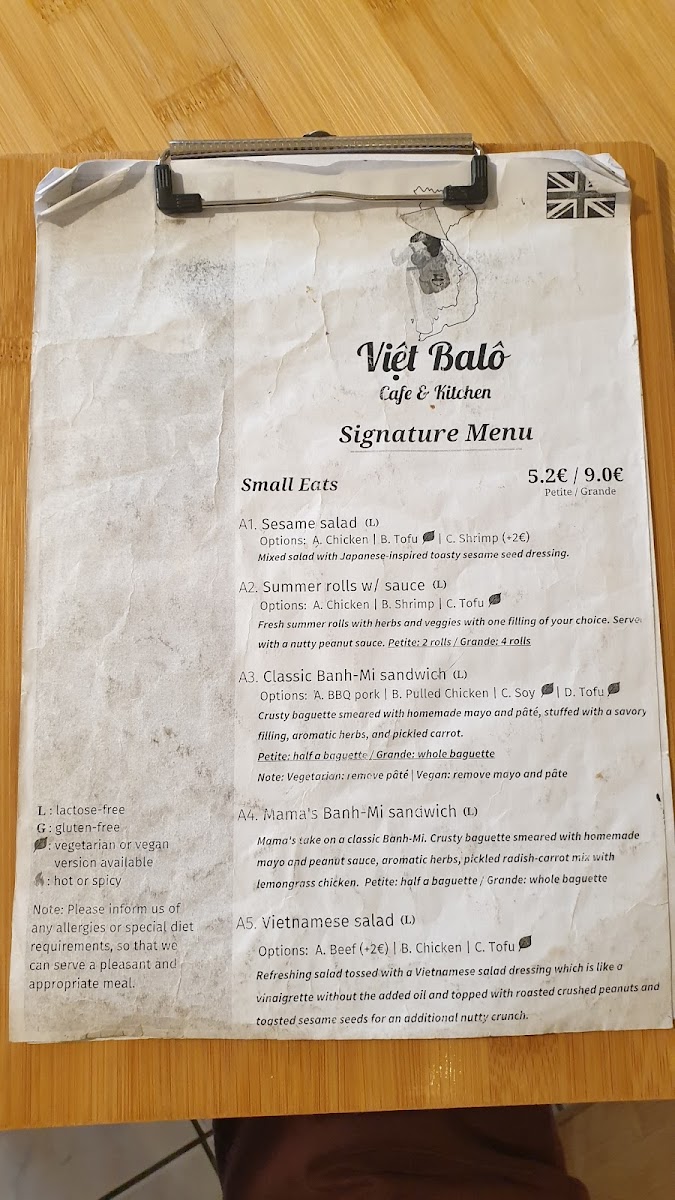 Việt Balô
Cafe & Kitchen
Signature Menu
Small Eats
5.2€ / 9.0€
Petite / Grande
A1. Sesame salad (L)
Options: A. Chicken | B. Tofu | C. Shrimp (+2€)
Mixed salad with Japanese-inspired toasty sesame seed dressing.
A2. Summer rolls w/ sauce (L)
Options: A. Chicken | B. Shrimp | C. Tofu
Fresh summer rolls with herbs and veggies with one filling of your choice. Serve
with a nutty peanut sauce. Petite: 2 rolls / Grande: 4 rolls
A3. Classic Banh-Mi sandwich (L)
Options: A. BBQ pork | B. Pulled Chicken | C. Soy | D. Tofu
Crusty baguette smeared with homemade mayo and pâté, stuffed with a savory
filling, aromatic herbs, and pickled carrot.
Petite: half a baguette / Grande: whole baguette
Note: Vegetarian: remove pâté | Vegan: remove mayo and pâte
A4. Mama's Banh-Mi sandwich (L)
Mama's take on a classic Banh-Mi. Crusty baguette smeared with homemade
mayo and peanut sauce, aromatic herbs, pickled radish-carrot mix with
lemongrass chicken. Petite: half a baguette / Grande: whole baguette
A5. Vietnamese salad (L)
Options: A. Beef (+2€) | B. Chicken | C. Tofu
Refreshing salad tossed with a Vietnamese salad dressing which is like a
vinaigrette without the added oil and topped with roasted crushed peanuts and
toasted sesame seeds for an additional nutty crunch.
L : lactose-free
G : gluten-free
: vegetarian or vegan
version available
: hot or spicy
Note: Please inform us of
any allergies or special diet
requirements, so that we
can serve a pleasant and
appropriate meal.